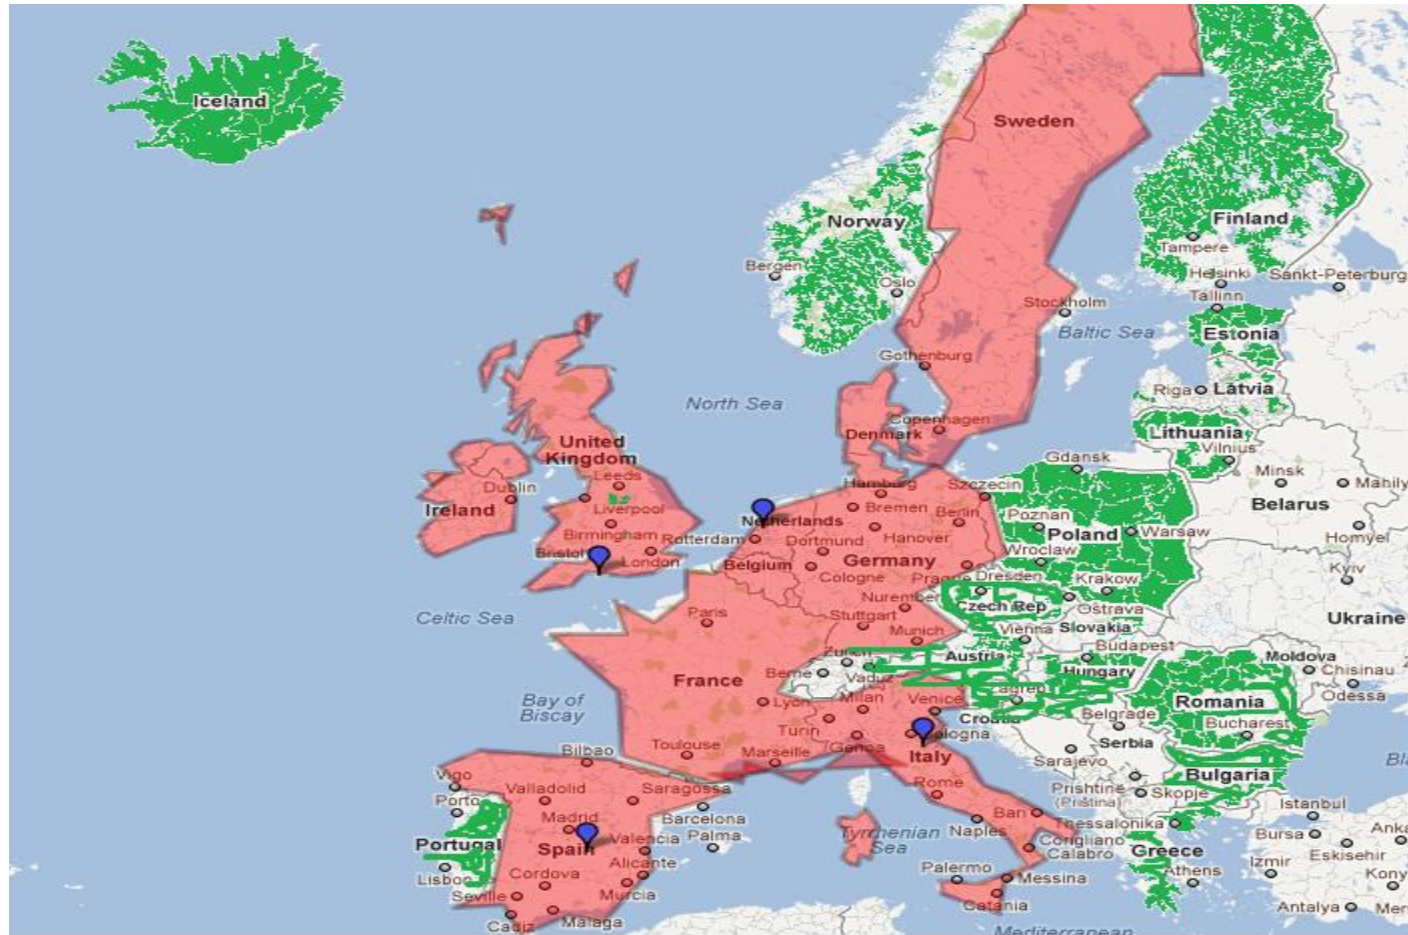 Iceland
Sweden
Norway
Finland
Tampere
Bergen
Oslo
Helsinki
Sankt-Peterburg
Tallinn
Stockholm
Baltic Sea
Estonia
Gothenburg
Riga
Latvia
North Sea
Copenhagen
Denmark
Lithuania
Vilnius
United
Kingdom
Gdansk
Minsk
Mahily
Leeds
Dublin
Hamburg
Szczecin
Belarus
Ireland
Liverpool
Bremen
Berlin
Poznan
Netherlands
Birmingham
Rotterdam
Dortmund
Hanover
Poland
Warsaw
Homyel
Bristol
London
Belgium
Germany
Wroclaw
Cologne
Dresden
Krakow
Kyiv
Czech Rep
Ostrava
Celtic Sea
Paris
Stuttgart
Ukraine
Munich
Vienna
Slovakia
Budapest
Austria
Moldova
Berne
Vaduz
Hungary
Chisinau
France
Odessa
Bay of
Biscay
Lyon
Milan
Venice
Romania
Belgrade
Bucharest
Turin
Genoa
Bologna
Serbia
Bilbao
Toulouse
Marseille
Italy
Sarajevo
Bulgaria
Vigo
Valladolid
Saragossa
Rome
Prishtine
(Priština)
Skopje
Istanbul
Porto
Madrid
Barcelona
Bari
Thessalonika
Naples
Bursa
Anka
Portugal
Spain
Valencia
Palma
Tyrrhenian
Sea
Corigliano
Calabro
Greece
Eskisehir
Lisbon
Alicante
Palermo
Messina
Athens
Izmir
Kony
Cordova
Murcia
Seville
Catania
Antalya
Mer
Cadiz
Malaga
Mediterranean